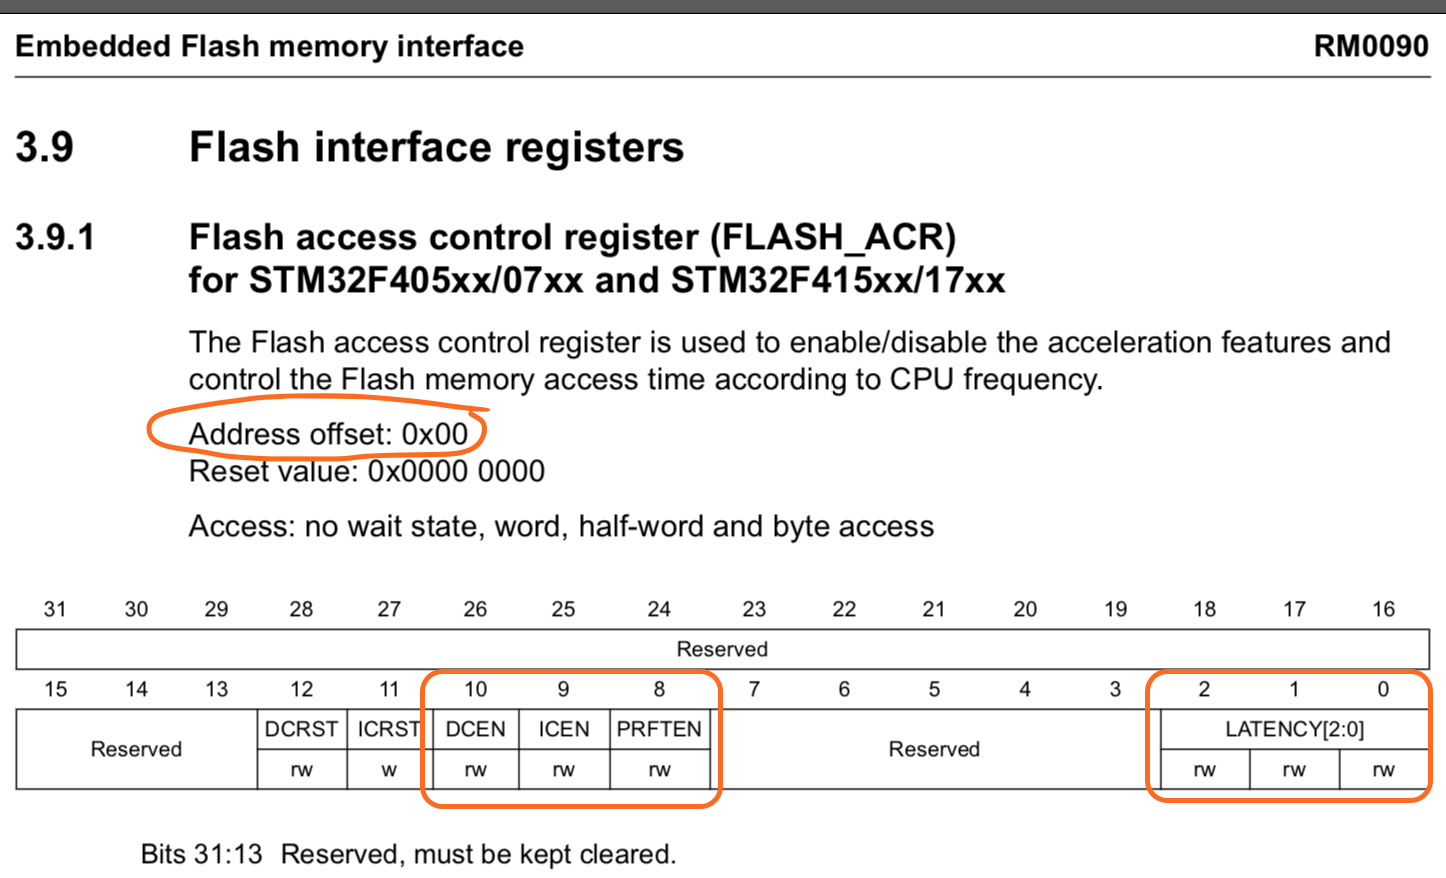 Embedded Flash memory interface RM0090
3.9 Flash interface registers
3.9.1 Flash access control register (FLASH_ACR)
for STM32F405xx/07xx and STM32F415xx/17xx
The Flash access control register is used to enable/disable the acceleration features and
control the Flash memory access time according to CPU frequency.
Address offset: 0x00
Reset value: 0x0000 0000
Access: no wait state, word, half-word and byte access
31 30 29 28 27 26 25 24 23 22 21 20 19 18 17 16
Reserved
15 14 13 12 11 10 9 8 7 6 5 4 3 2 1 0
Reserved DCRST ICRST DCEN ICEN PRFTEN Reserved LATENCY[2:0]
rw w rw rw rw rw rw rw
Bits 31:13 Reserved, must be kept cleared.